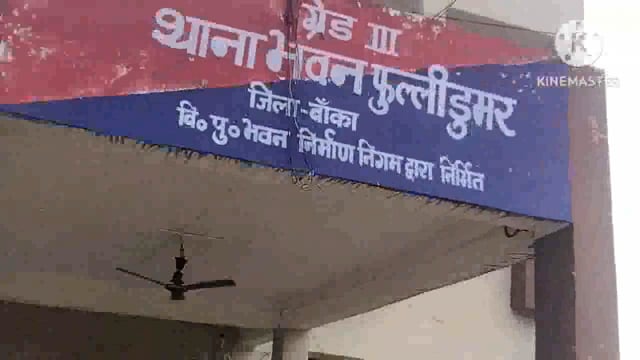 ग्रेड III
थाना भवन फुल्लीडुमर
जिला-बाँका
वि० पु० भवन निर्माण निगम द्वारा निर्मित
KINEMASTER